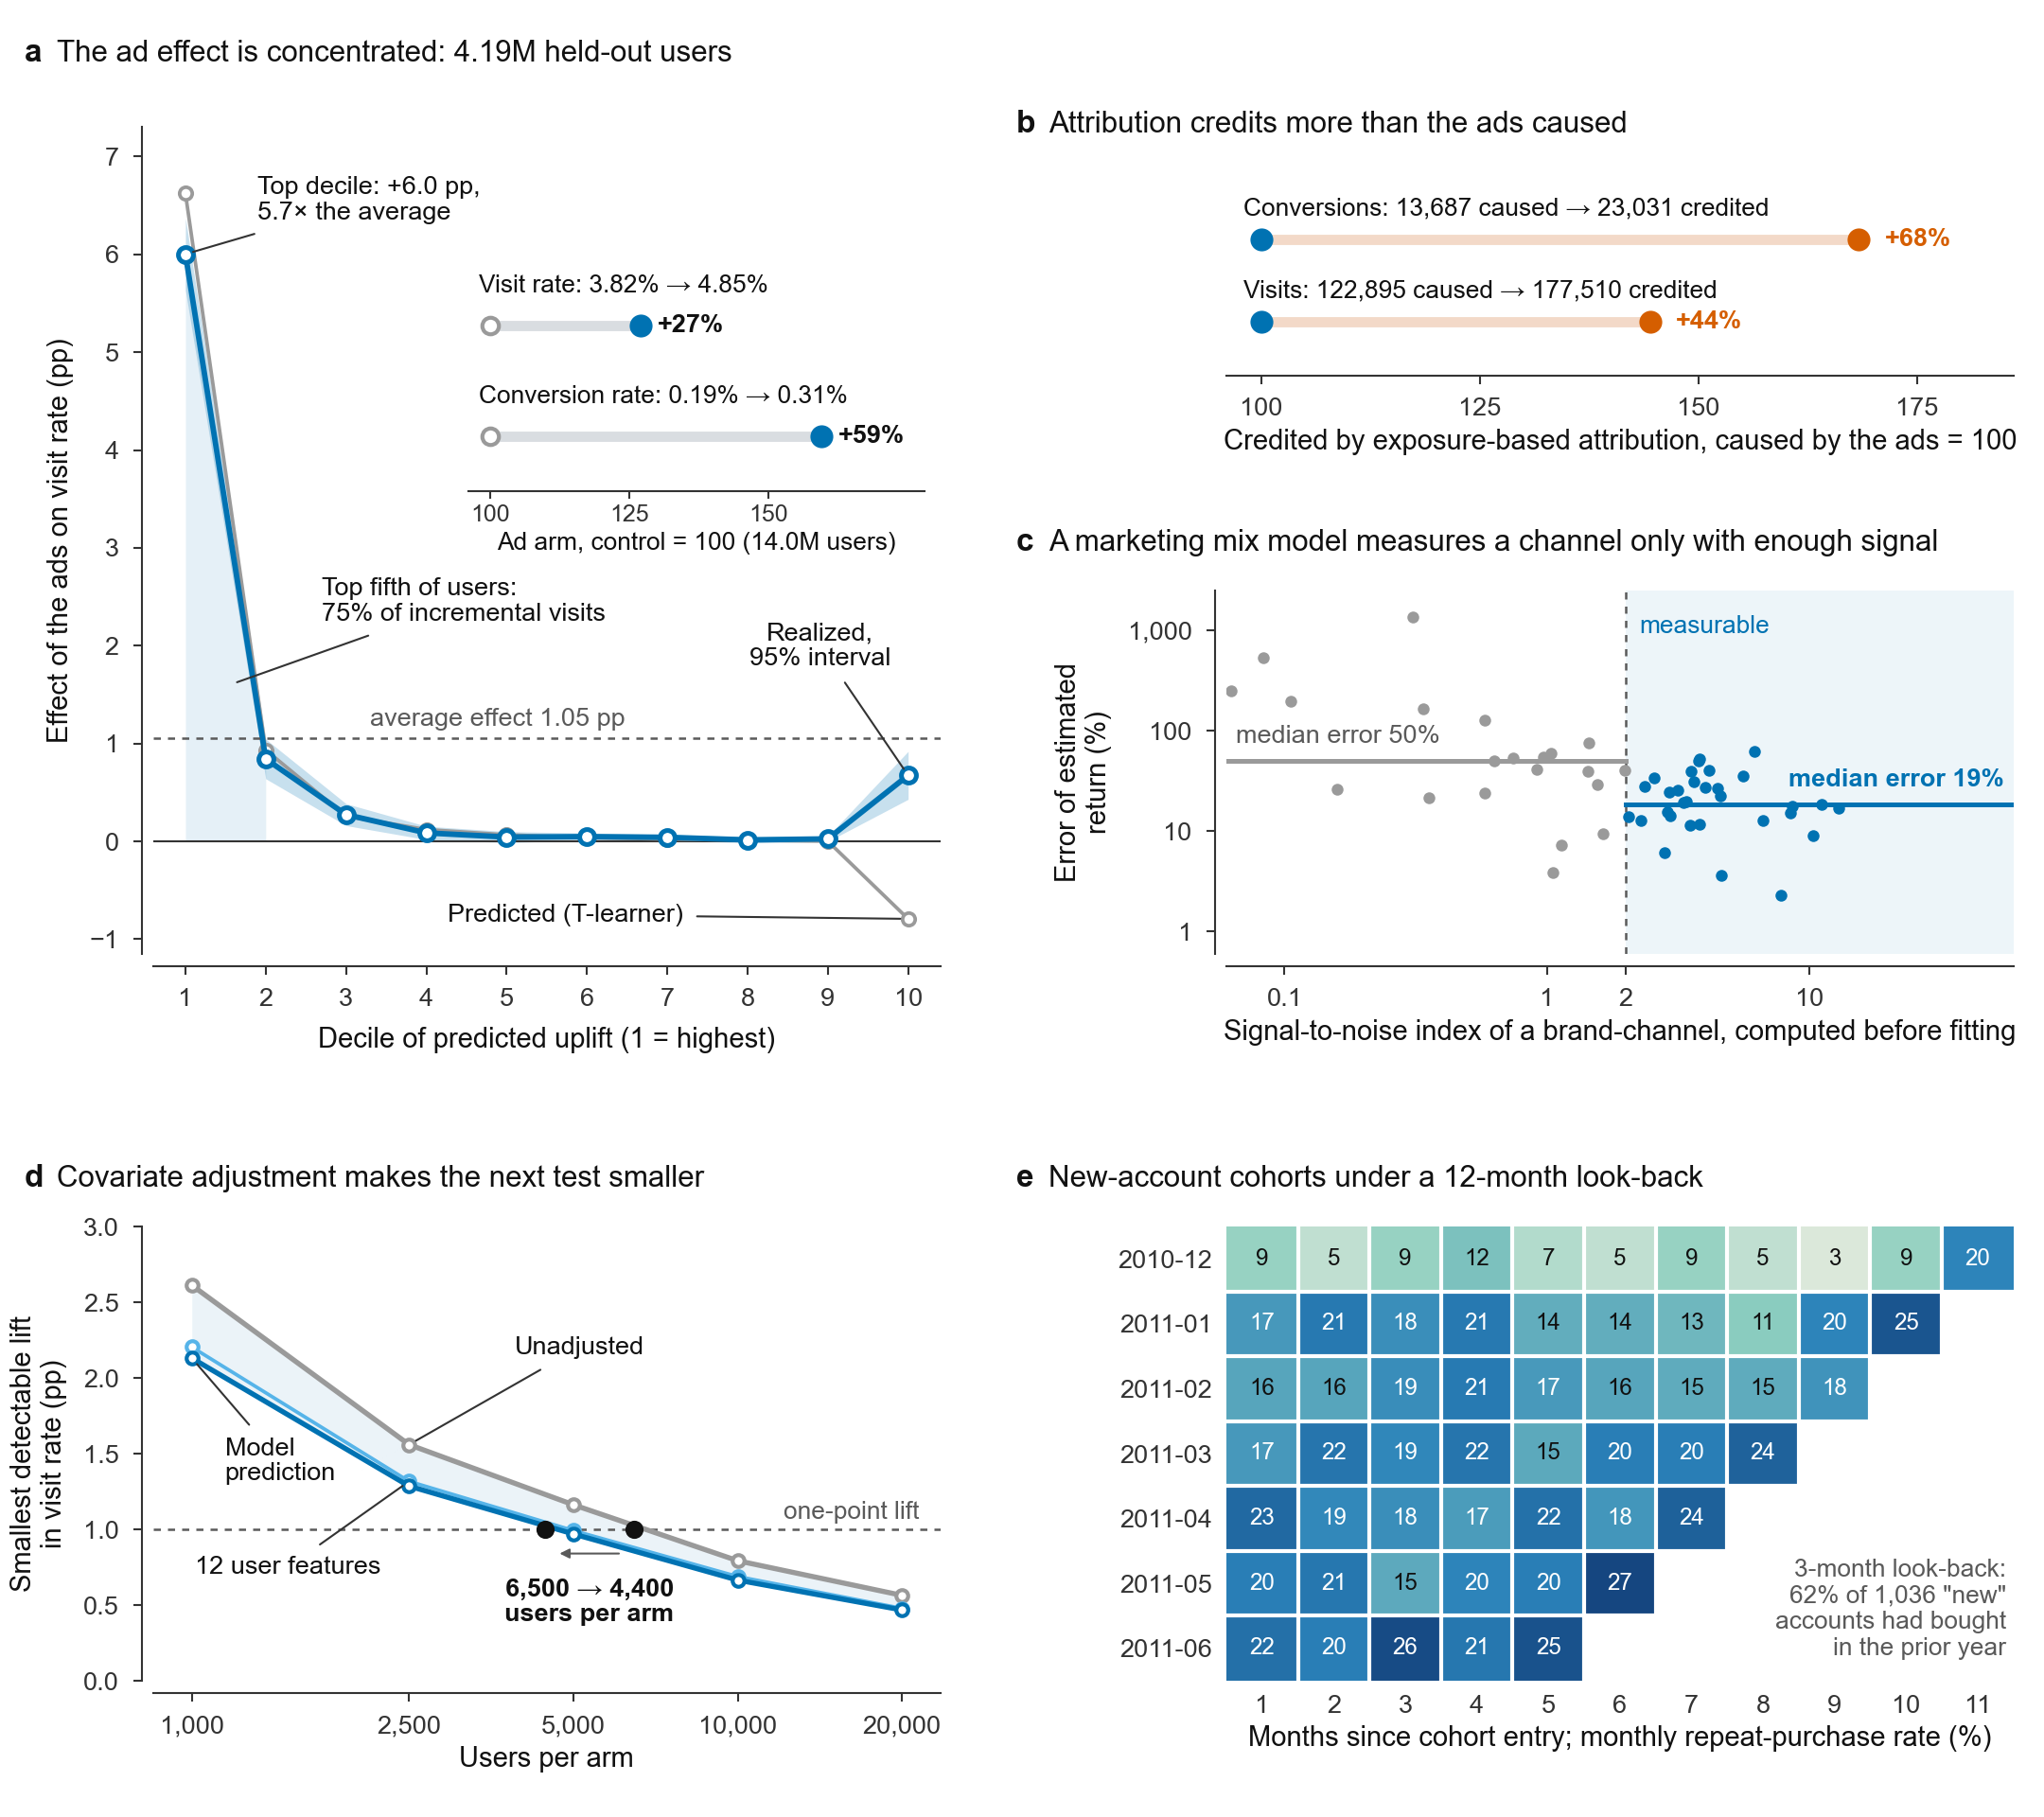 a The ad effect is concentrated: 4.19M held-out users
7
6
5
4
3
2
1
0
−1
Effect of the ads on visit rate (pp)
Top decile: +6.0 pp,
5.7× the average
Visit rate: 3.82% → 4.85%
+27%
Conversion rate: 0.19% → 0.31%
+59%
100 125 150
Ad arm, control = 100 (14.0M users)
Top fifth of users:
75% of incremental visits
Realized,
95% interval
average effect 1.05 pp
Predicted (T-learner)
1 2 3 4 5 6 7 8 9 10
Decile of predicted uplift (1 = highest)
b Attribution credits more than the ads caused
Conversions: 13,687 caused → 23,031 credited
+68%
Visits: 122,895 caused → 177,510 credited
+44%
100 125 150 175
Credited by exposure-based attribution, caused by the ads = 100
c A marketing mix model measures a channel only with enough signal
1,000
100
10
1
Error of estimated
return (%)
measurable
median error 50%
median error 19%
0.1 1 2 10
Signal-to-noise index of a brand-channel, computed before fitting
d Covariate adjustment makes the next test smaller
3.0
2.5
2.0
1.5
1.0
0.5
0.0
Smallest detectable lift
in visit rate (pp)
Unadjusted
Model
prediction
one-point lift
12 user features
6,500 → 4,400
users per arm
1,000 2,500 5,000 10,000 20,000
Users per arm
e New-account cohorts under a 12-month look-back
2010-12 9 5 9 12 7 5 9 5 3 9 20
2011-01 17 21 18 21 14 14 13 11 20 25
2011-02 16 16 19 21 17 16 15 15 18
2011-03 17 22 19 22 15 20 20 24
2011-04 23 19 18 17 22 18 24
2011-05 20 21 15 20 20 27
2011-06 22 20 26 21 25
3-month look-back:
62% of 1,036 "new"
accounts had bought
in the prior year
1 2 3 4 5 6 7 8 9 10 11
Months since cohort entry; monthly repeat-purchase rate (%)